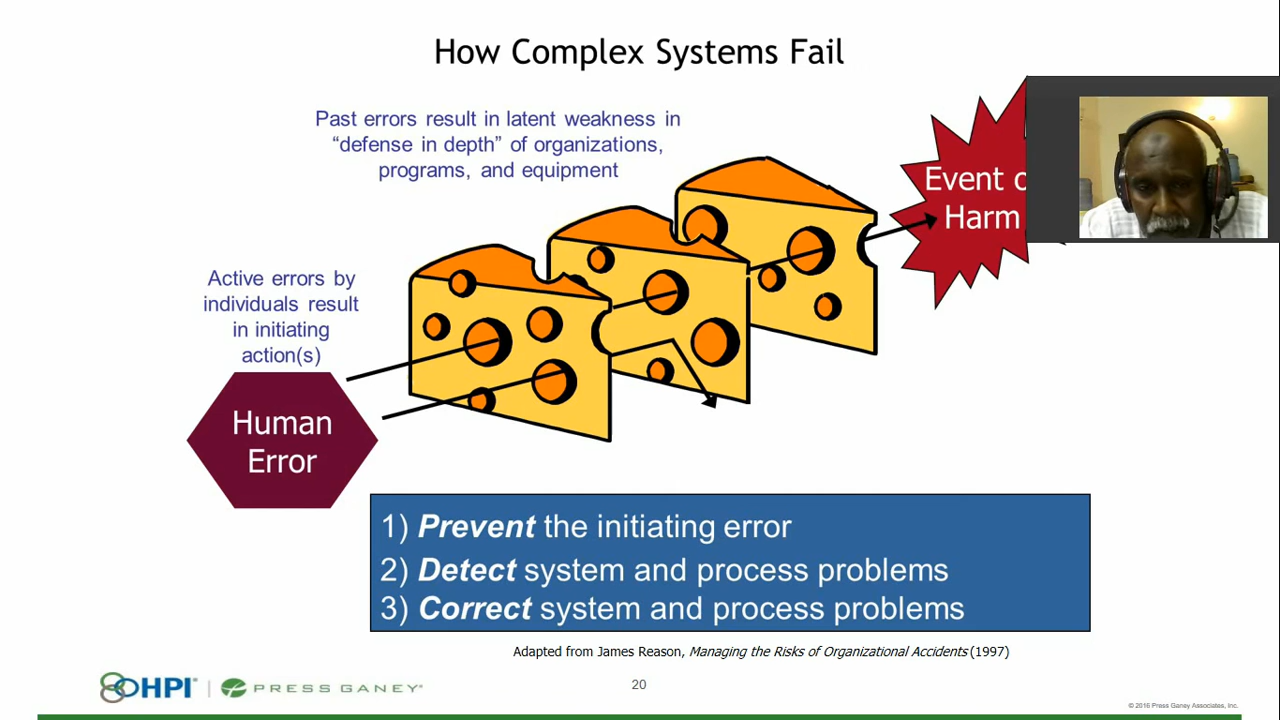 How Complex Systems Fail
Past errors result in latent weakness in
“defense in depth” of organizations,
programs, and equipment
Event
Harm
Active errors by
individuals result
in initiating
action(s)
Human
Error
1) Prevent the initiating error
2) Detect system and process problems
3) Correct system and process problems
Adapted from James Reason, Managing the Risks of Organizational Accidents (1997)
HPI® | PRESS GANEY®
20
© 2016 Press Ganey Associates, Inc.